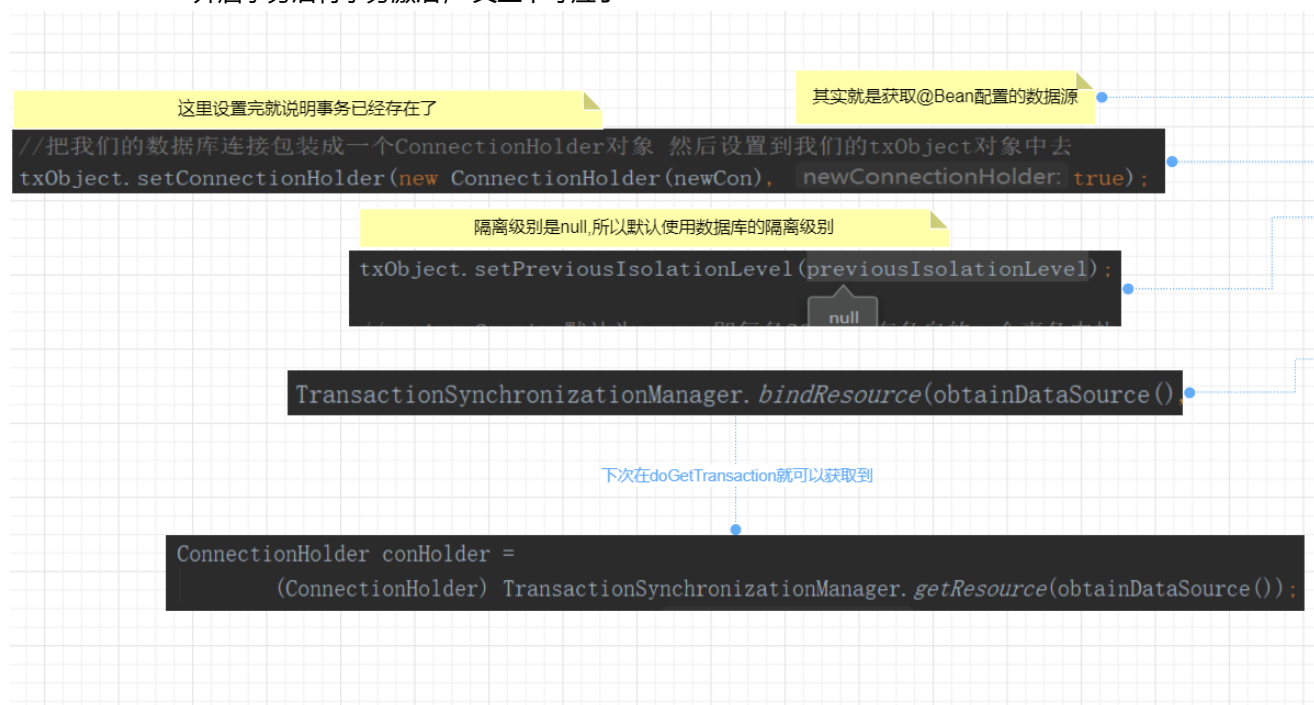 其实就是获取@Bean配置的数据源
这里设置完就说明事务已经存在了
//把我们的数据库连接包装成一个ConnectionHolder对象 然后设置到我们的txObject对象中去
txObject.setConnectionHolder(new ConnectionHolder(newCon), newConnectionHolder: true);
隔离级别是null,所以默认使用数据库的隔离级别
txObject.setPreviousIsolationLevel(previousIsolationLevel);
null
TransactionSynchronizationManager.bindResource(obtainDataSource(),
下次在doGetTransaction就可以获取到
ConnectionHolder conHolder =
(ConnectionHolder) TransactionSynchronizationManager.getResource(obtainDataSource());